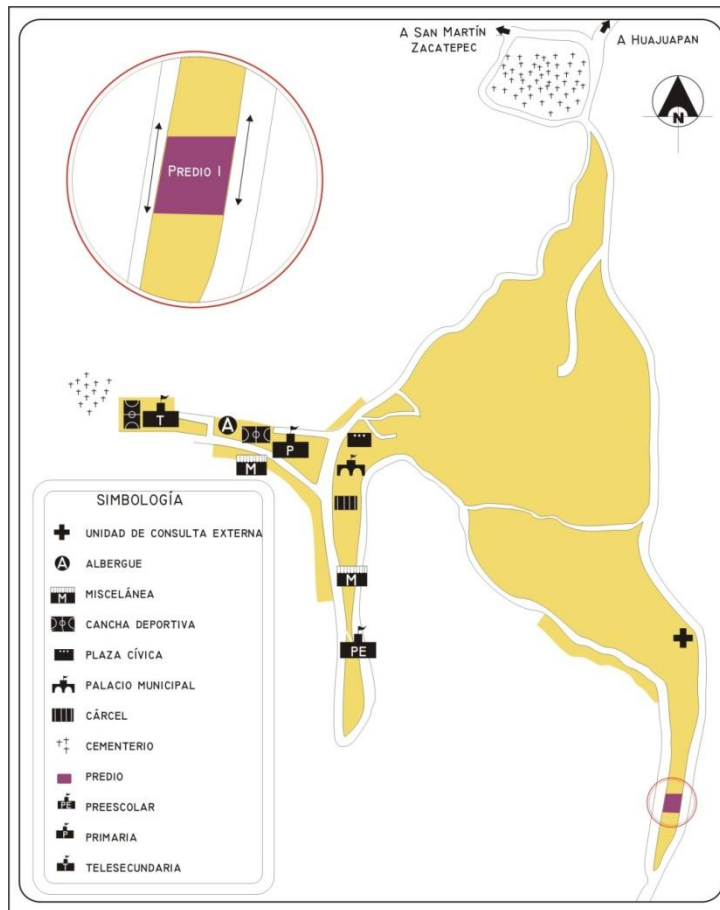 A SAN MARTÍN
ZACATEPEC
A HUAJUAPAN
N
PREDIO I
T
A
P
M
M
PE
SIMBOLOGÍA
UNIDAD DE CONSULTA EXTERNA
A ALBERGUE
M MISCELÁNEA
CANCHA DEPORTIVA
PLAZA CÍVICA
PALACIO MUNICIPAL
CÁRCEL
CEMENTERIO
PREDIO
PE PREESCOLAR
P PRIMARIA
T TELESECUNDARIA